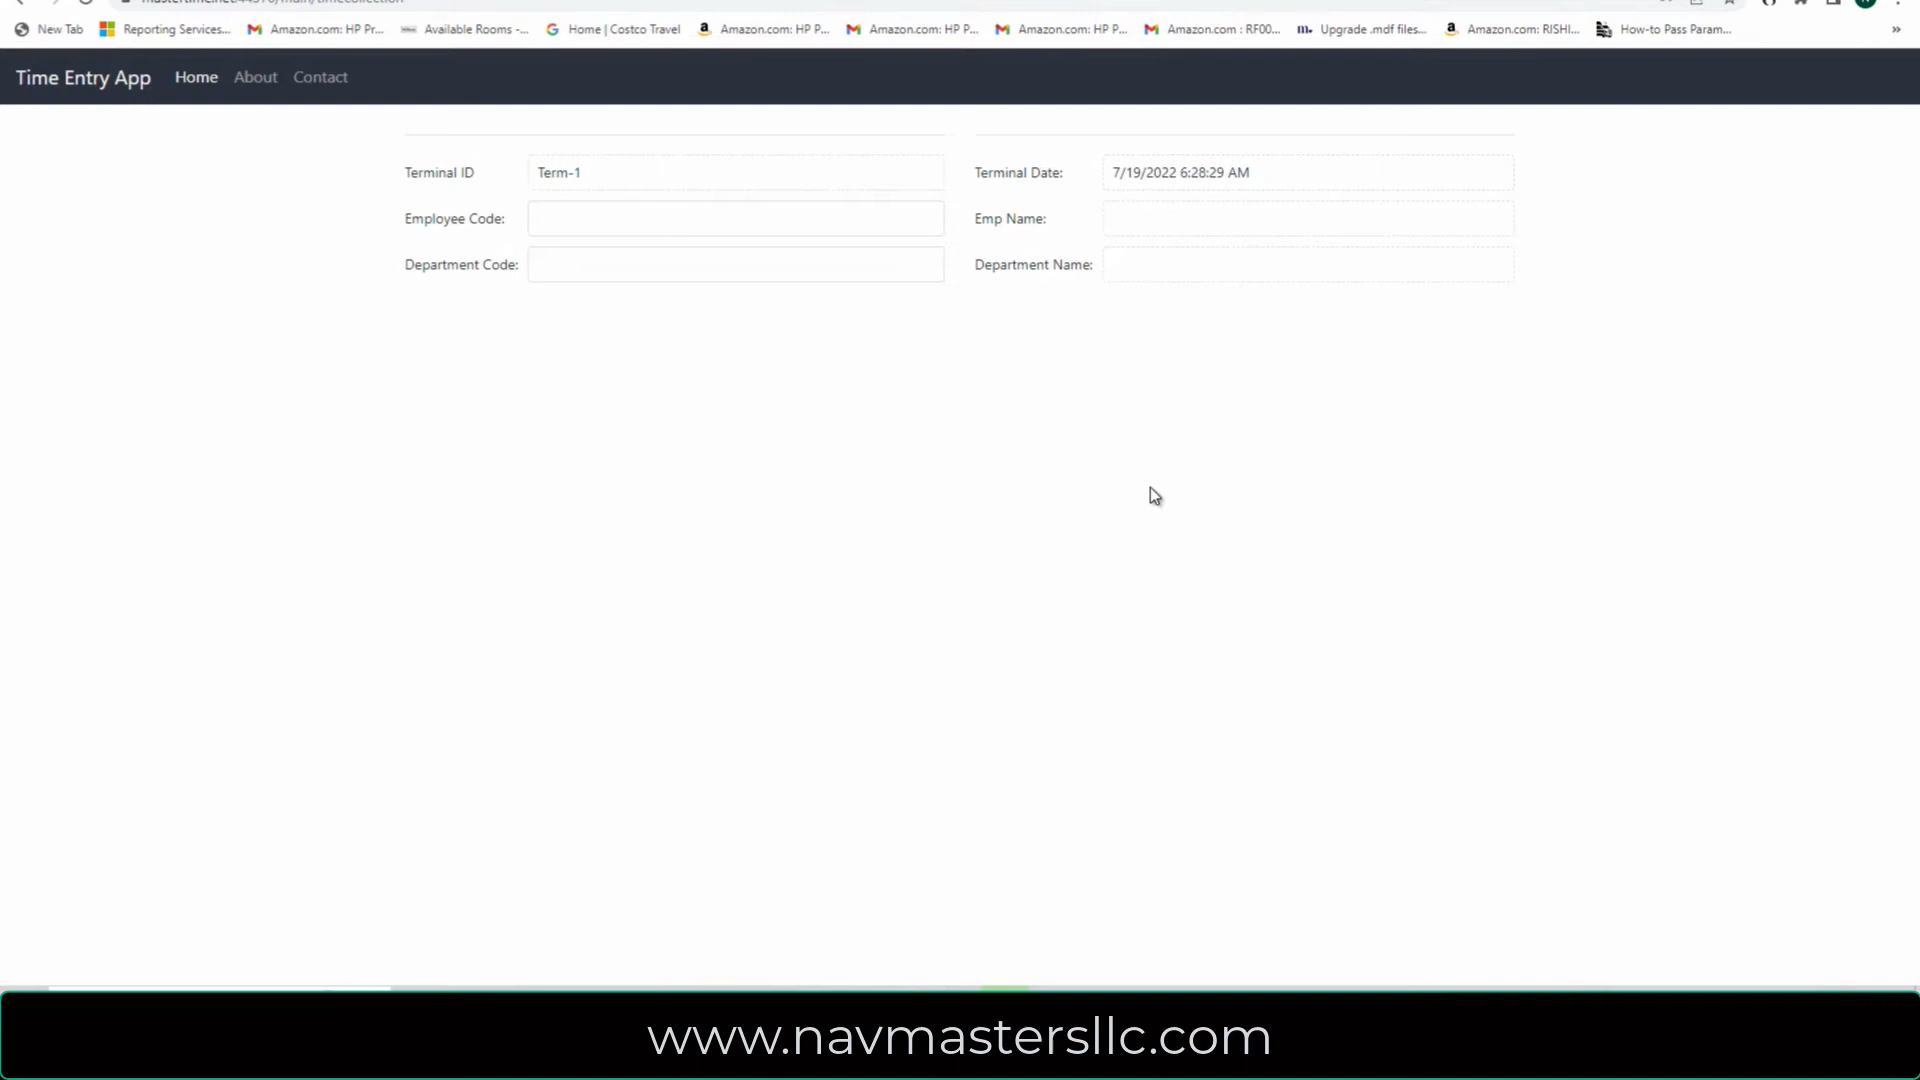 New Tab Reporting Services... Amazon.com: HP Pr... Available Rooms -... Home | Costco Travel Amazon.com: HP P... Amazon.com: HP P... Amazon.com: HP P... Amazon.com : RF00... Upgrade .mdf files... Amazon.com: RISHI... How-to Pass Param... »
Time Entry App Home About Contact
Terminal ID Term-1 Terminal Date: 7/19/2022 6:28:29 AM
Employee Code: Emp Name:
Department Code: Department Name:
www.navmastersllc.com